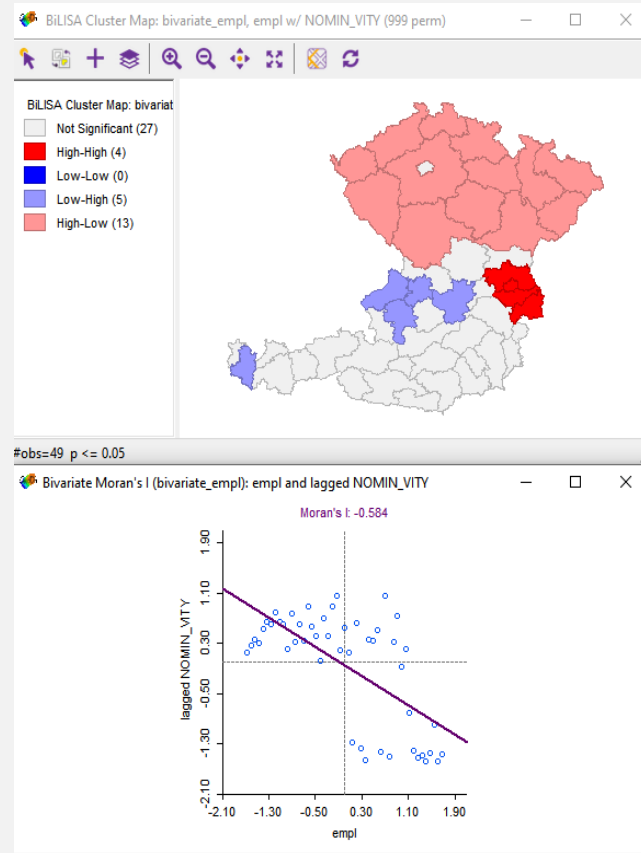 BiLISA Cluster Map: bivariate_empl, empl w/ NOMIN_VITY (999 perm)
BiLISA Cluster Map: bivariat
Not Significant (27)
High-High (4)
Low-Low (0)
Low-High (5)
High-Low (13)
#obs=49 p <= 0.05
Bivariate Moran's I (bivariate_empl): empl and lagged NOMIN_VITY
Moran's I: -0.584
lagged NOMIN_VITY
1.90
1.10
0.30
-0.50
-1.30
-2.10
-2.10 -1.30 -0.50 0.30 1.10 1.90
empl